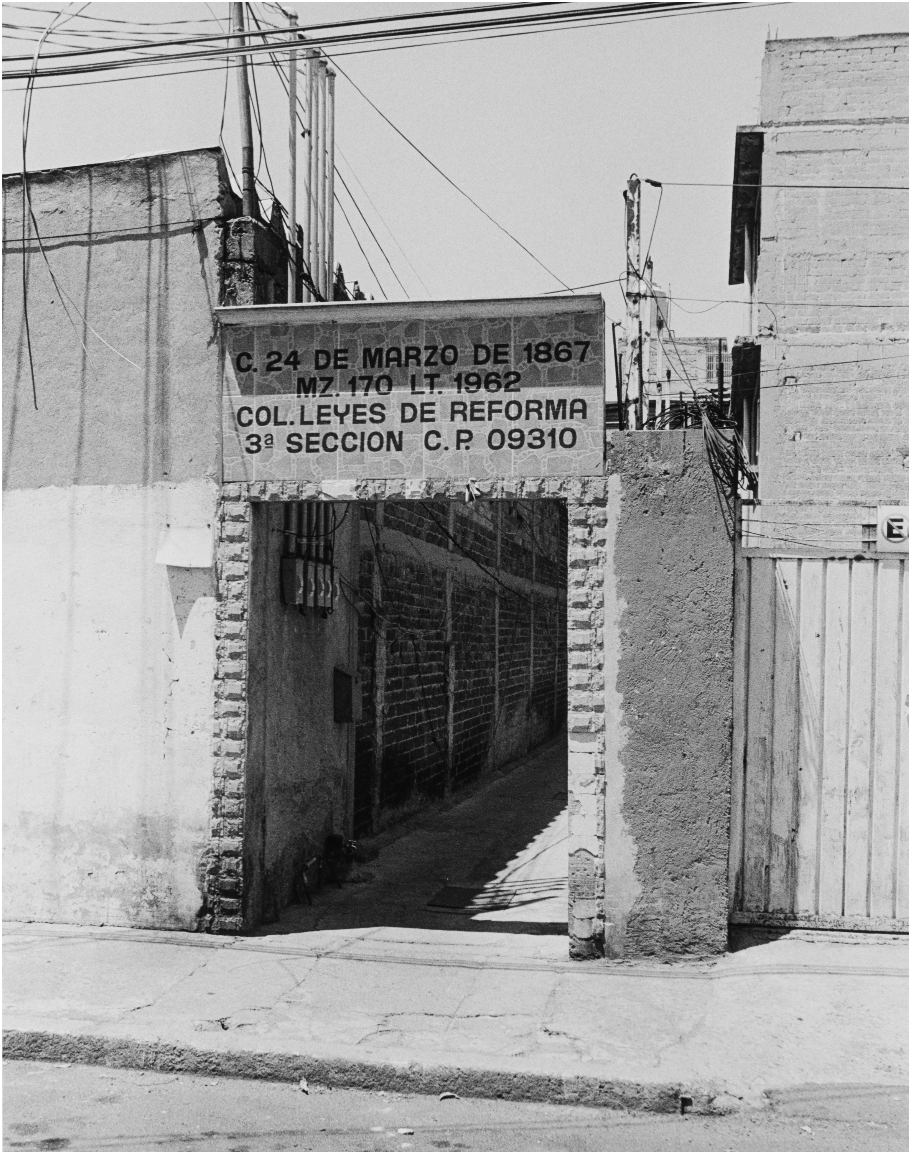 C. 24 DE MARZO DE 1867
MZ. 170 LT. 1962
COL. LEYES DE REFORMA
3ª SECCION C.P. 09310
E